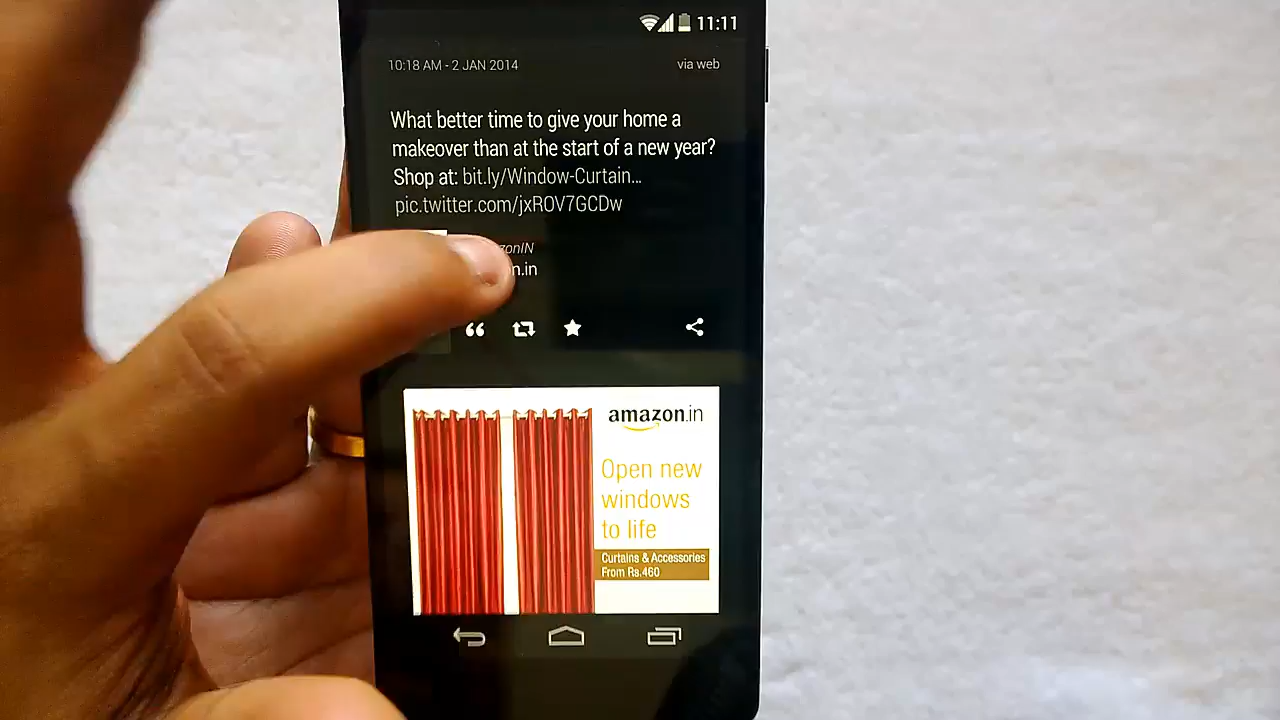 11:11
10:18 AM - 2 JAN 2014
via web
What better time to give your home a
makeover than at the start of a new year?
Shop at: bit.ly/Window-Curtain...
pic.twitter.com/jxROV7GCDw
amazon.in
Open new
windows
to life
Curtains & Accessories
From Rs.460